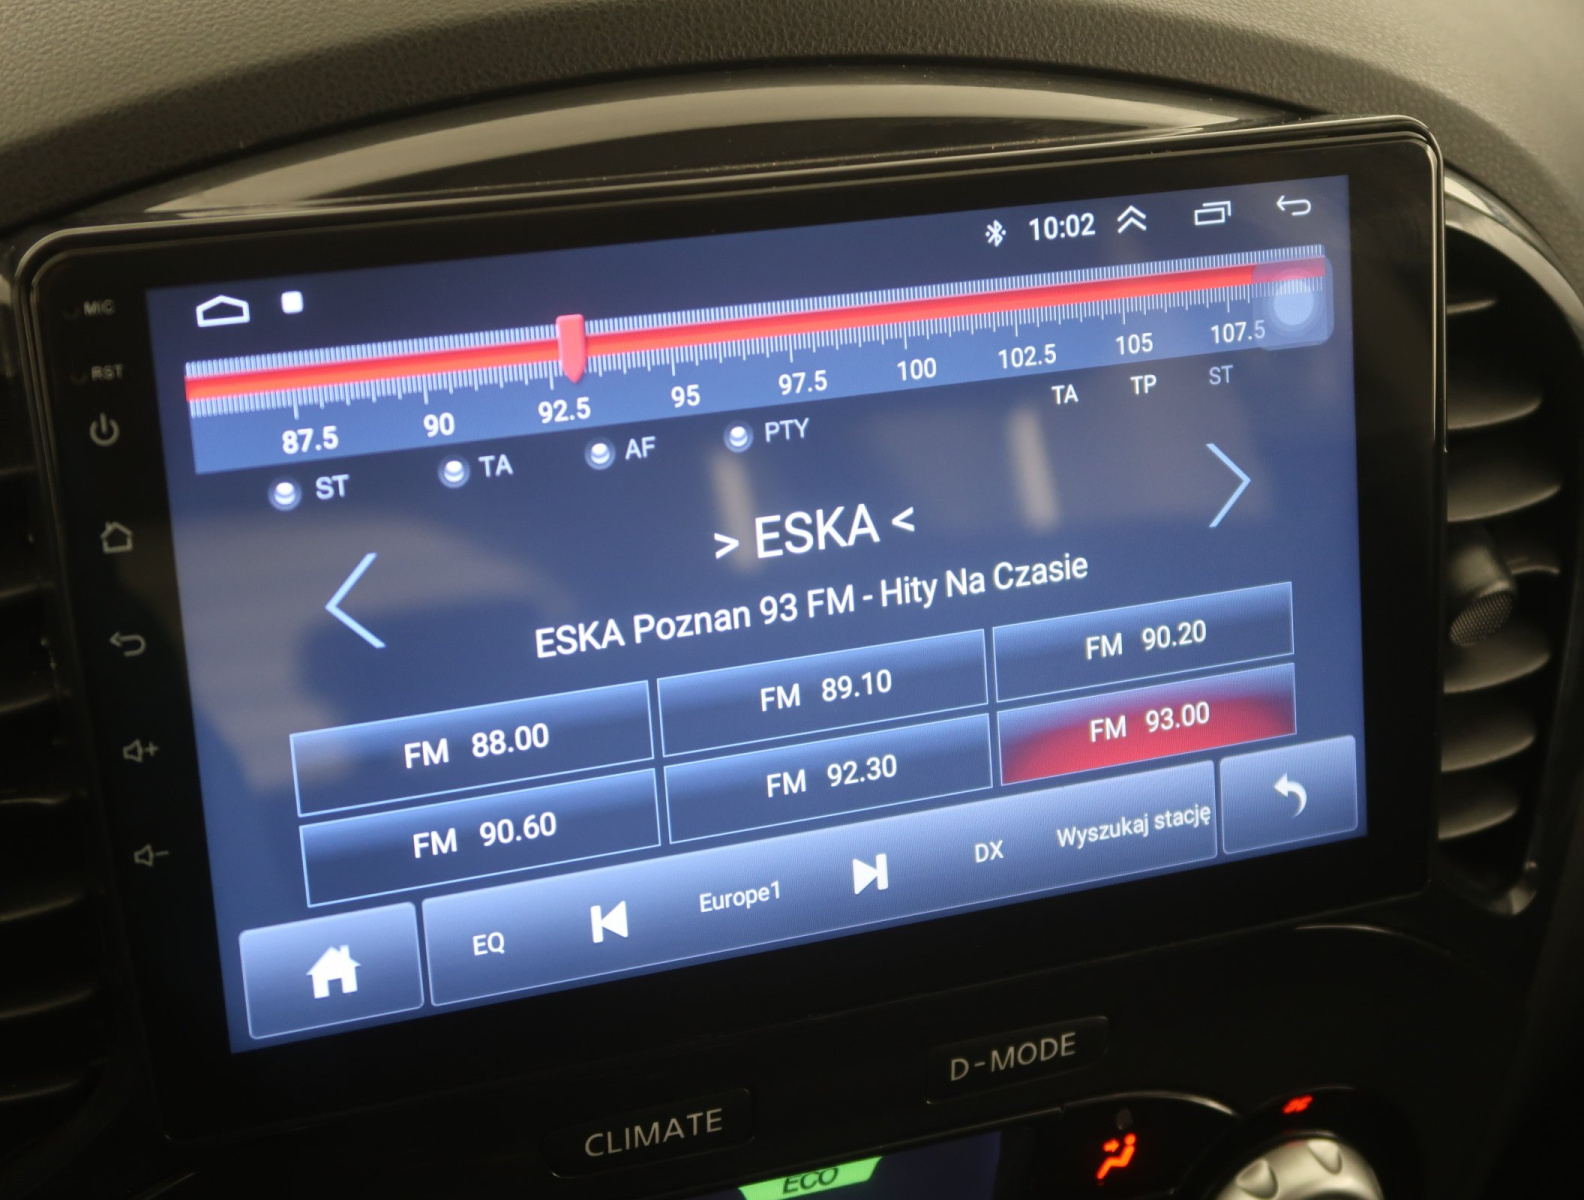 MIC
10:02
RST
87.5 90 92.5 95 97.5 100 102.5 105 107.5
TA TP ST
ST TA AF PTY
> ESKA <
ESKA Poznan 93 FM - Hity Na Czasie
FM 88.00 FM 89.10 FM 90.20
FM 90.60 FM 92.30 FM 93.00
EQ Europe1 DX Wyszukaj stację
CLIMATE D-MODE
ECO